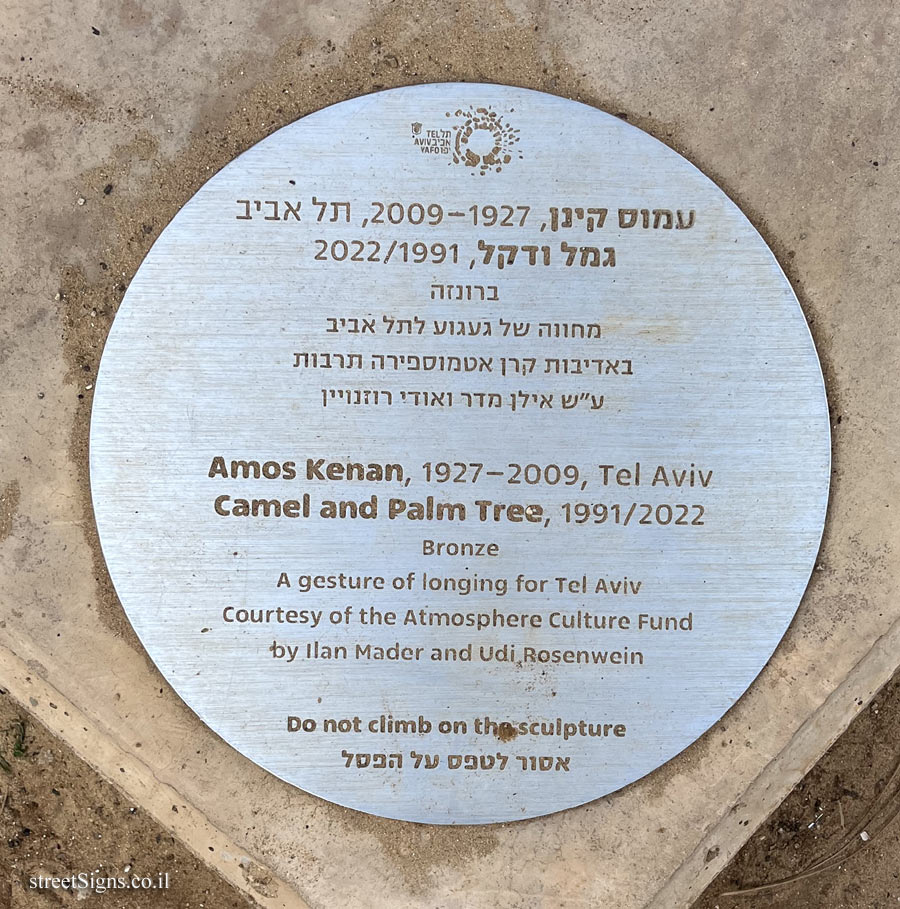 TEL תל
AVIV אביב
YAFO יפו
עמוס קינן, 1927–2009, תל אביב
גמל ודקל, 2022/1991
ברונזה
מחווה של געגוע לתל אביב
באדיבות קרן אטמוספירה תרבות
ע״ש אילן מדר ואודי רוזנויין
Amos Kenan, 1927–2009, Tel Aviv
Camel and Palm Tree, 1991/2022
Bronze
A gesture of longing for Tel Aviv
Courtesy of the Atmosphere Culture Fund
by Ilan Mader and Udi Rosenwein
Do not climb on the sculpture
אסור לטפס על הפסל
streetSigns.co.il